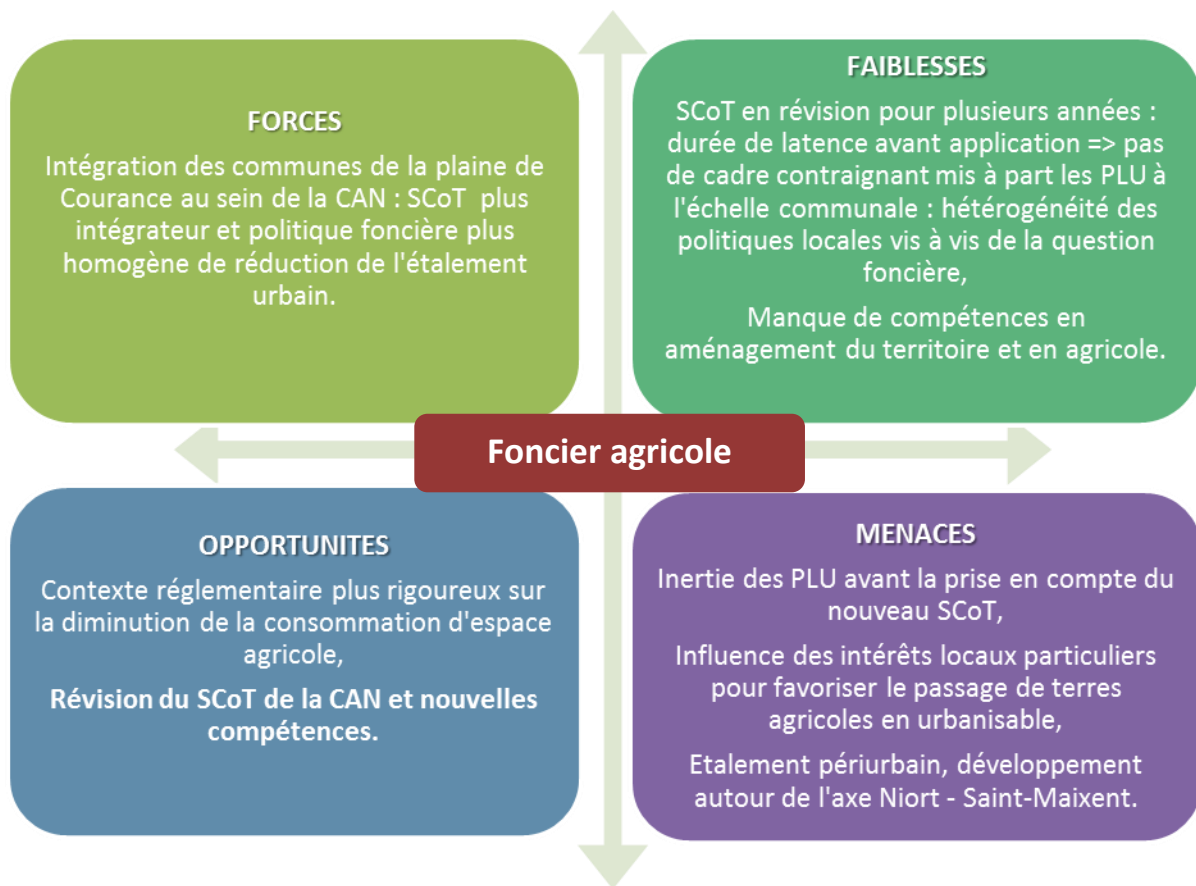 FORCES
Intégration des communes de la plaine de
Courance au sein de la CAN : SCoT plus
intégrateur et politique foncière plus
homogène de réduction de l'étalement
urbain.
FAIBLESSES
SCoT en révision pour plusieurs années :
durée de latence avant application => pas
de cadre contraignant mis à part les PLU à
l'échelle communale : hétérogénéité des
politiques locales vis à vis de la question
foncière,
Manque de compétences en
aménagement du territoire et en agricole.
Foncier agricole
OPPORTUNITES
Contexte réglementaire plus rigoureux sur
la diminution de la consommation d'espace
agricole,
Révision du SCoT de la CAN et nouvelles
compétences.
MENACES
Inertie des PLU avant la prise en compte du
nouveau SCoT,
Influence des intérêts locaux particuliers
pour favoriser le passage de terres
agricoles en urbanisable,
Etalement périurbain, développement
autour de l'axe Niort - Saint-Maixent.